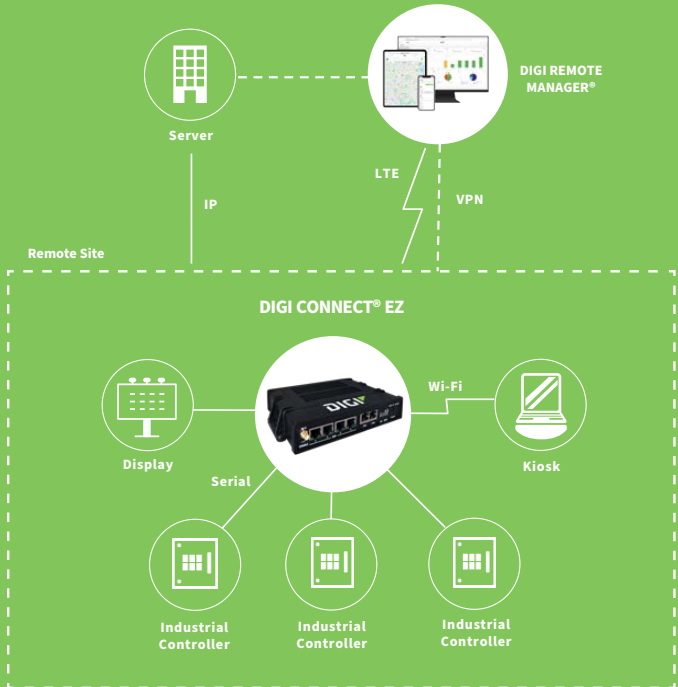 DIGI REMOTE
MANAGER®
Server
LTE
VPN
IP
Remote Site
DIGI CONNECT® EZ
DIGI
Wi-Fi
Display
Kiosk
Serial
Industrial
Controller
Industrial
Controller
Industrial
Controller